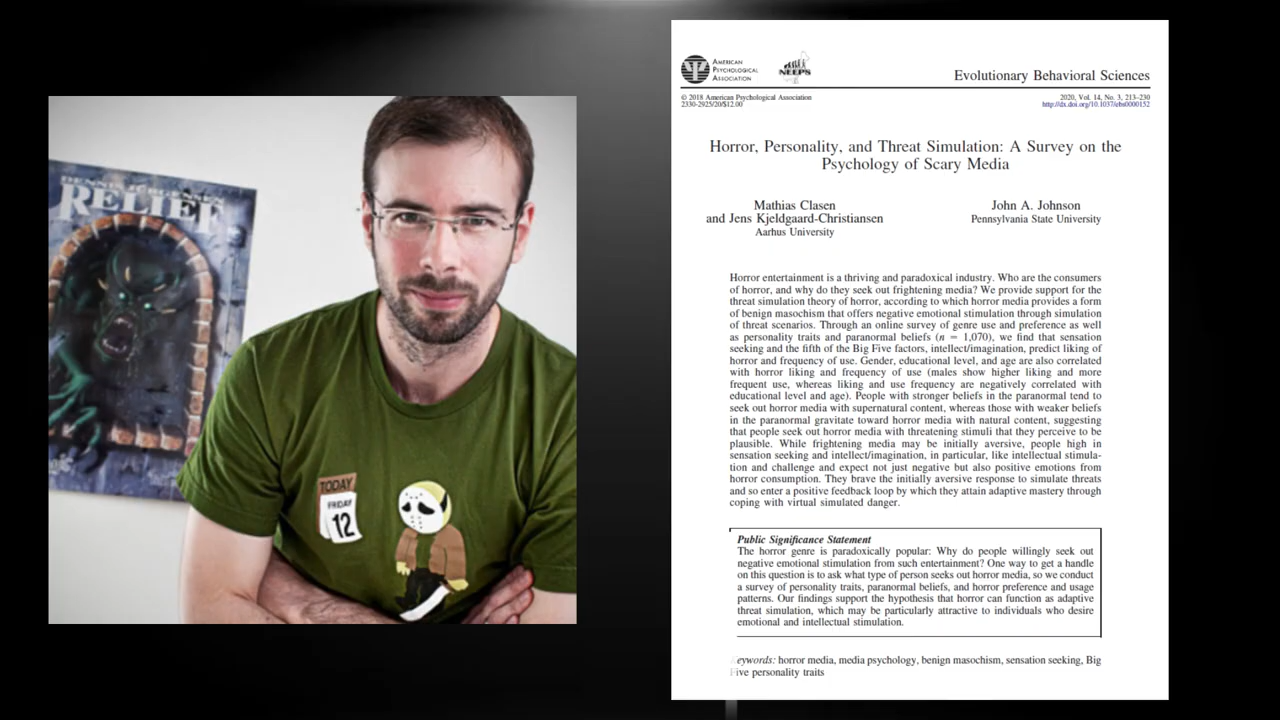 RELIEF
TODAY
FRIDAY
12
AMERICAN
PSYCHOLOGICAL
ASSOCIATION
NEEPS
Evolutionary Behavioral Sciences
© 2018 American Psychological Association
2330-2925/20/$12.00
2020, Vol. 14, No. 3, 213–230
http://dx.doi.org/10.1037/ebs0000152
Horror, Personality, and Threat Simulation: A Survey on the
Psychology of Scary Media
Mathias Clasen
and Jens Kjeldgaard-Christiansen
Aarhus University
John A. Johnson
Pennsylvania State University
Horror entertainment is a thriving and paradoxical industry. Who are the consumers
of horror, and why do they seek out frightening media? We provide support for the
threat simulation theory of horror, according to which horror media provides a form
of benign masochism that offers negative emotional stimulation through simulation
of threat scenarios. Through an online survey of genre use and preference as well
as personality traits and paranormal beliefs (n = 1,070), we find that sensation
seeking and the fifth of the Big Five factors, intellect/imagination, predict liking of
horror and frequency of use. Gender, educational level, and age are also correlated
with horror liking and frequency of use (males show higher liking and more
frequent use, whereas liking and use frequency are negatively correlated with
educational level and age). People with stronger beliefs in the paranormal tend to
seek out horror media with supernatural content, whereas those with weaker beliefs
in the paranormal gravitate toward horror media with natural content, suggesting
that people seek out horror media with threatening stimuli that they perceive to be
plausible. While frightening media may be initially aversive, people high in
sensation seeking and intellect/imagination, in particular, like intellectual stimula-
tion and challenge and expect not just negative but also positive emotions from
horror consumption. They brave the initially aversive response to simulate threats
and so enter a positive feedback loop by which they attain adaptive mastery through
coping with virtual simulated danger.
Public Significance Statement
The horror genre is paradoxically popular: Why do people willingly seek out
negative emotional stimulation from such entertainment? One way to get a handle
on this question is to ask what type of person seeks out horror media, so we conduct
a survey of personality traits, paranormal beliefs, and horror preference and usage
patterns. Our findings support the hypothesis that horror can function as adaptive
threat simulation, which may be particularly attractive to individuals who desire
emotional and intellectual stimulation.
eywords: horror media, media psychology, benign masochism, sensation seeking, Big
Five personality traits